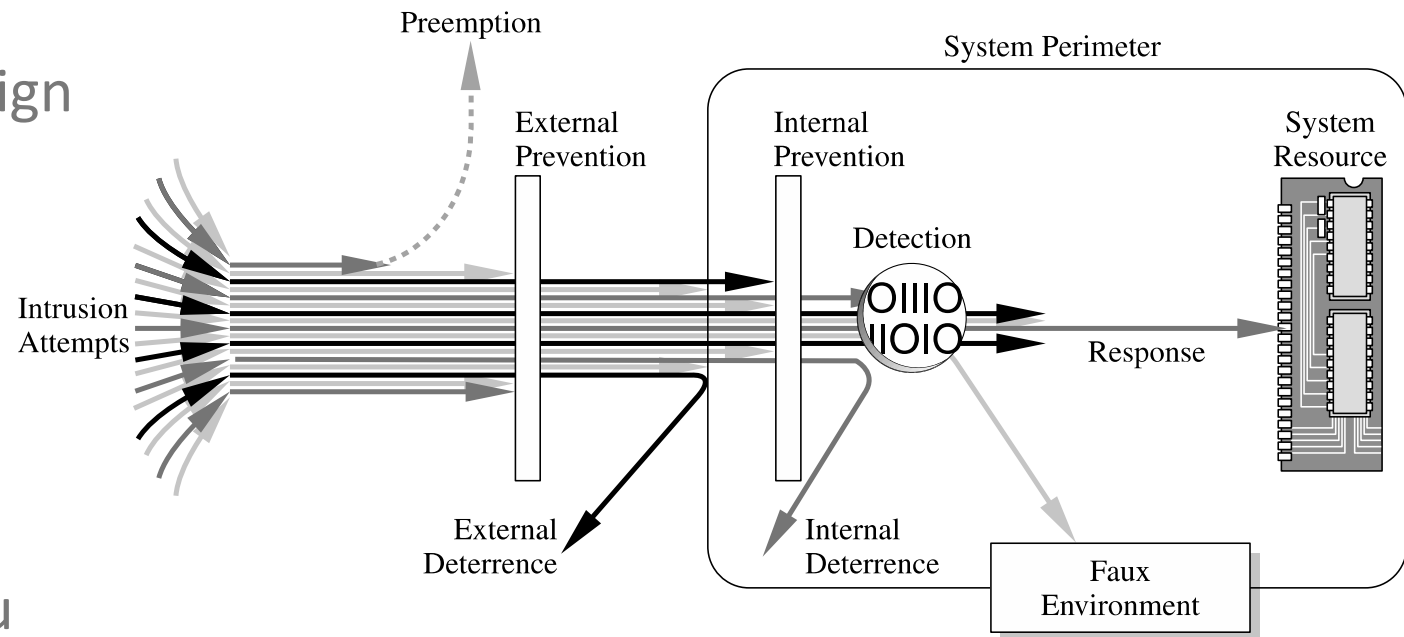 Preemption
System Perimeter
ign
External
Prevention
Internal
Prevention
System
Resource
Detection
OIIIO
IIOIO
Intrusion
Attempts
Response
External
Deterrence
Internal
Deterrence
Faux
Environment
u